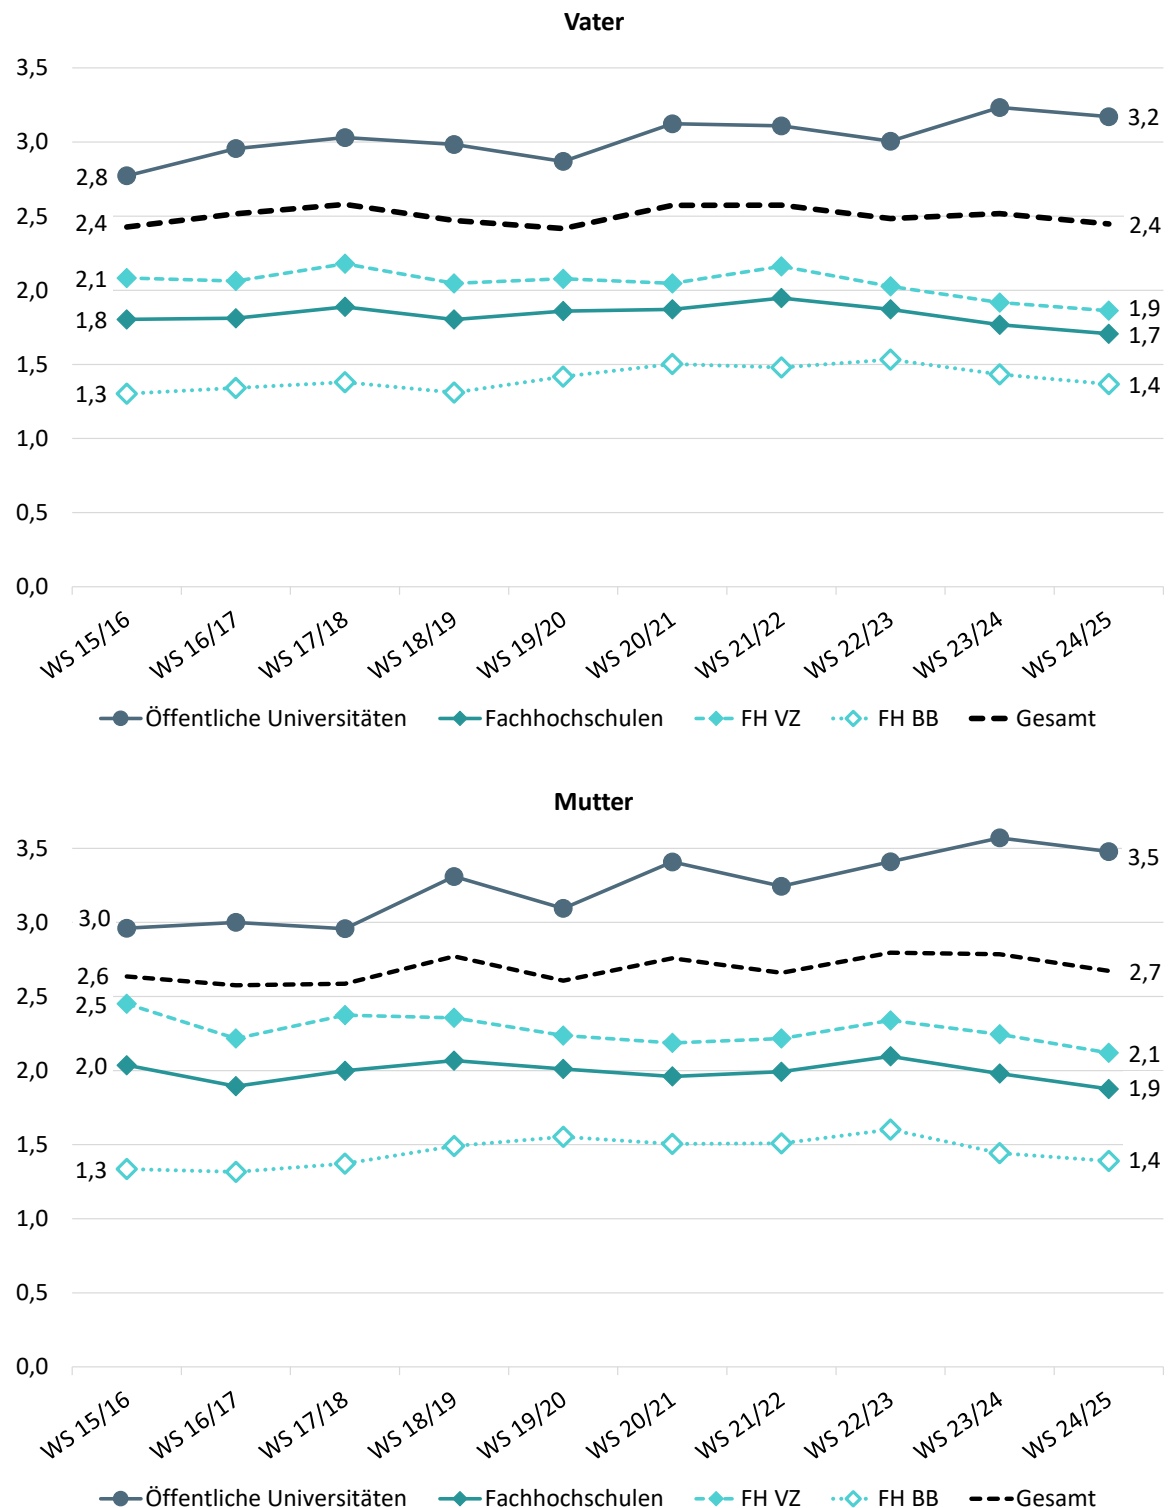 Vater
3,5
3,0
2,5
2,0
1,5
1,0
0,5
0,0
2,8
2,4
2,1
1,8
1,3
3,2
2,4
1,9
1,7
1,4
WS 15/16
WS 16/17
WS 17/18
WS 18/19
WS 19/20
WS 20/21
WS 21/22
WS 22/23
WS 23/24
WS 24/25
Öffentliche Universitäten Fachhochschulen FH VZ FH BB Gesamt
Mutter
3,5
3,0
2,5
2,0
1,5
1,0
0,5
0,0
3,0
2,6
2,5
2,0
1,3
3,5
2,7
2,1
1,9
1,4
WS 15/16
WS 16/17
WS 17/18
WS 18/19
WS 19/20
WS 20/21
WS 21/22
WS 22/23
WS 23/24
WS 24/25
Öffentliche Universitäten Fachhochschulen FH VZ FH BB Gesamt